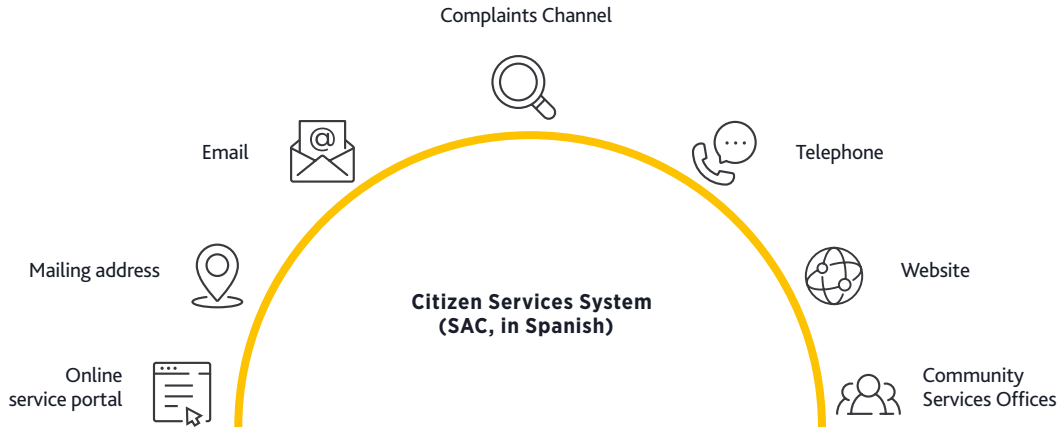 Complaints Channel
Email
@
Telephone
Mailing address
Website
Citizen Services System
(SAC, in Spanish)
Online
service portal
Community
Services Offices